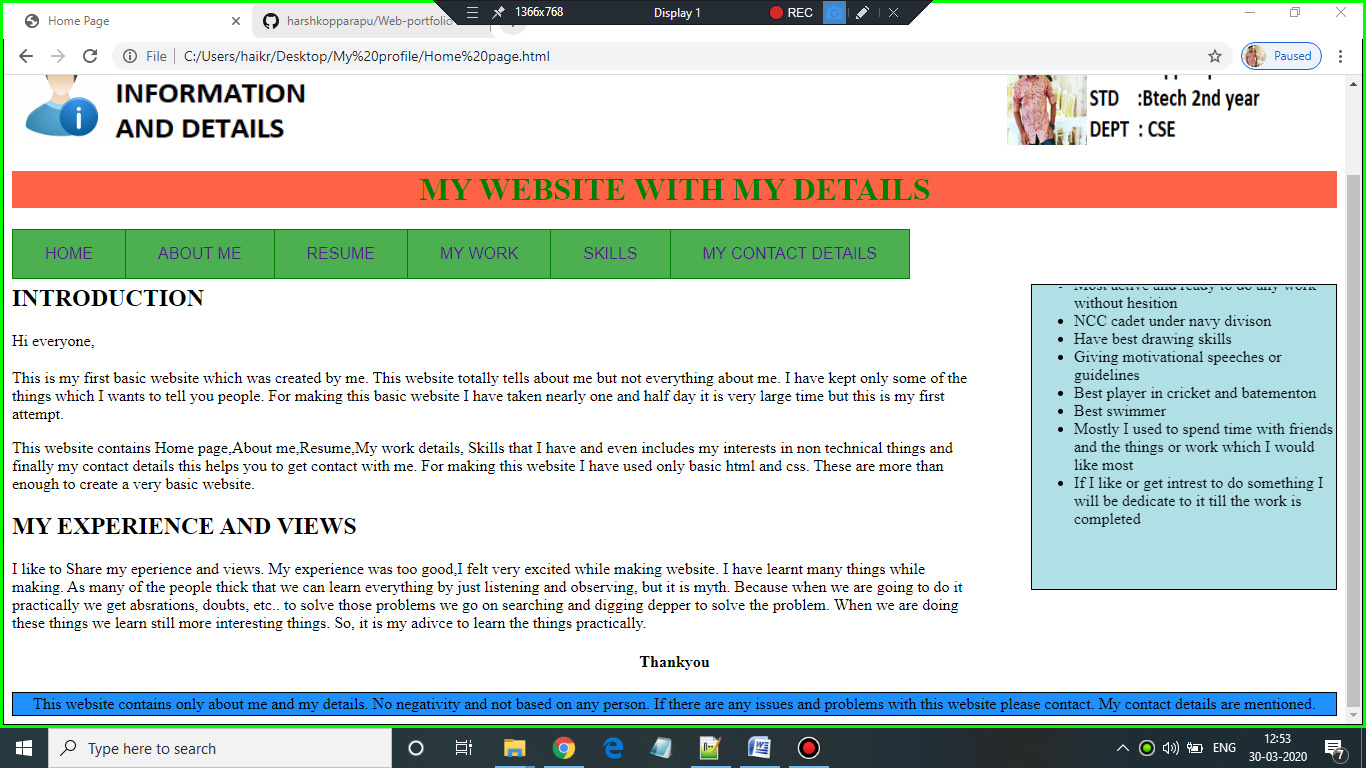 1366x768 Display 1 REC
Home Page harshkopparapu/Web-portfolio
File C:/Users/haikr/Desktop/My%20profile/Home%20page.html Paused
INFORMATION
AND DETAILS
STD :Btech 2nd year
DEPT : CSE
MY WEBSITE WITH MY DETAILS
HOME ABOUT ME RESUME MY WORK SKILLS MY CONTACT DETAILS
INTRODUCTION
Hi everyone,
This is my first basic website which was created by me. This website totally tells about me but not everything about me. I have kept only some of the
things which I wants to tell you people. For making this basic website I have taken nearly one and half day it is very large time but this is my first
attempt.
This website contains Home page,About me,Resume,My work details, Skills that I have and even includes my interests in non technical things and
finally my contact details this helps you to get contact with me. For making this website I have used only basic html and css. These are more than
enough to create a very basic website.
MY EXPERIENCE AND VIEWS
I like to Share my eperience and views. My experience was too good,I felt very excited while making website. I have learnt many things while
making. As many of the people thick that we can learn everything by just listening and observing, but it is myth. Because when we are going to do it
practically we get absrations, doubts, etc.. to solve those problems we go on searching and digging depper to solve the problem. When we are doing
these things we learn still more interesting things. So, it is my adivce to learn the things practically.
Most active and ready to do any work
without hesition
NCC cadet under navy divison
Have best drawing skills
Giving motivational speeches or
guidelines
Best player in cricket and batementon
Best swimmer
Mostly I used to spend time with friends
and the things or work which I would
like most
If I like or get intrest to do something I
will be dedicate to it till the work is
completed
Thankyou
This website contains only about me and my details. No negativity and not based on any person. If there are any issues and problems with this website please contact. My contact details are mentioned.
Type here to search
ENG
12:53
30-03-2020
7